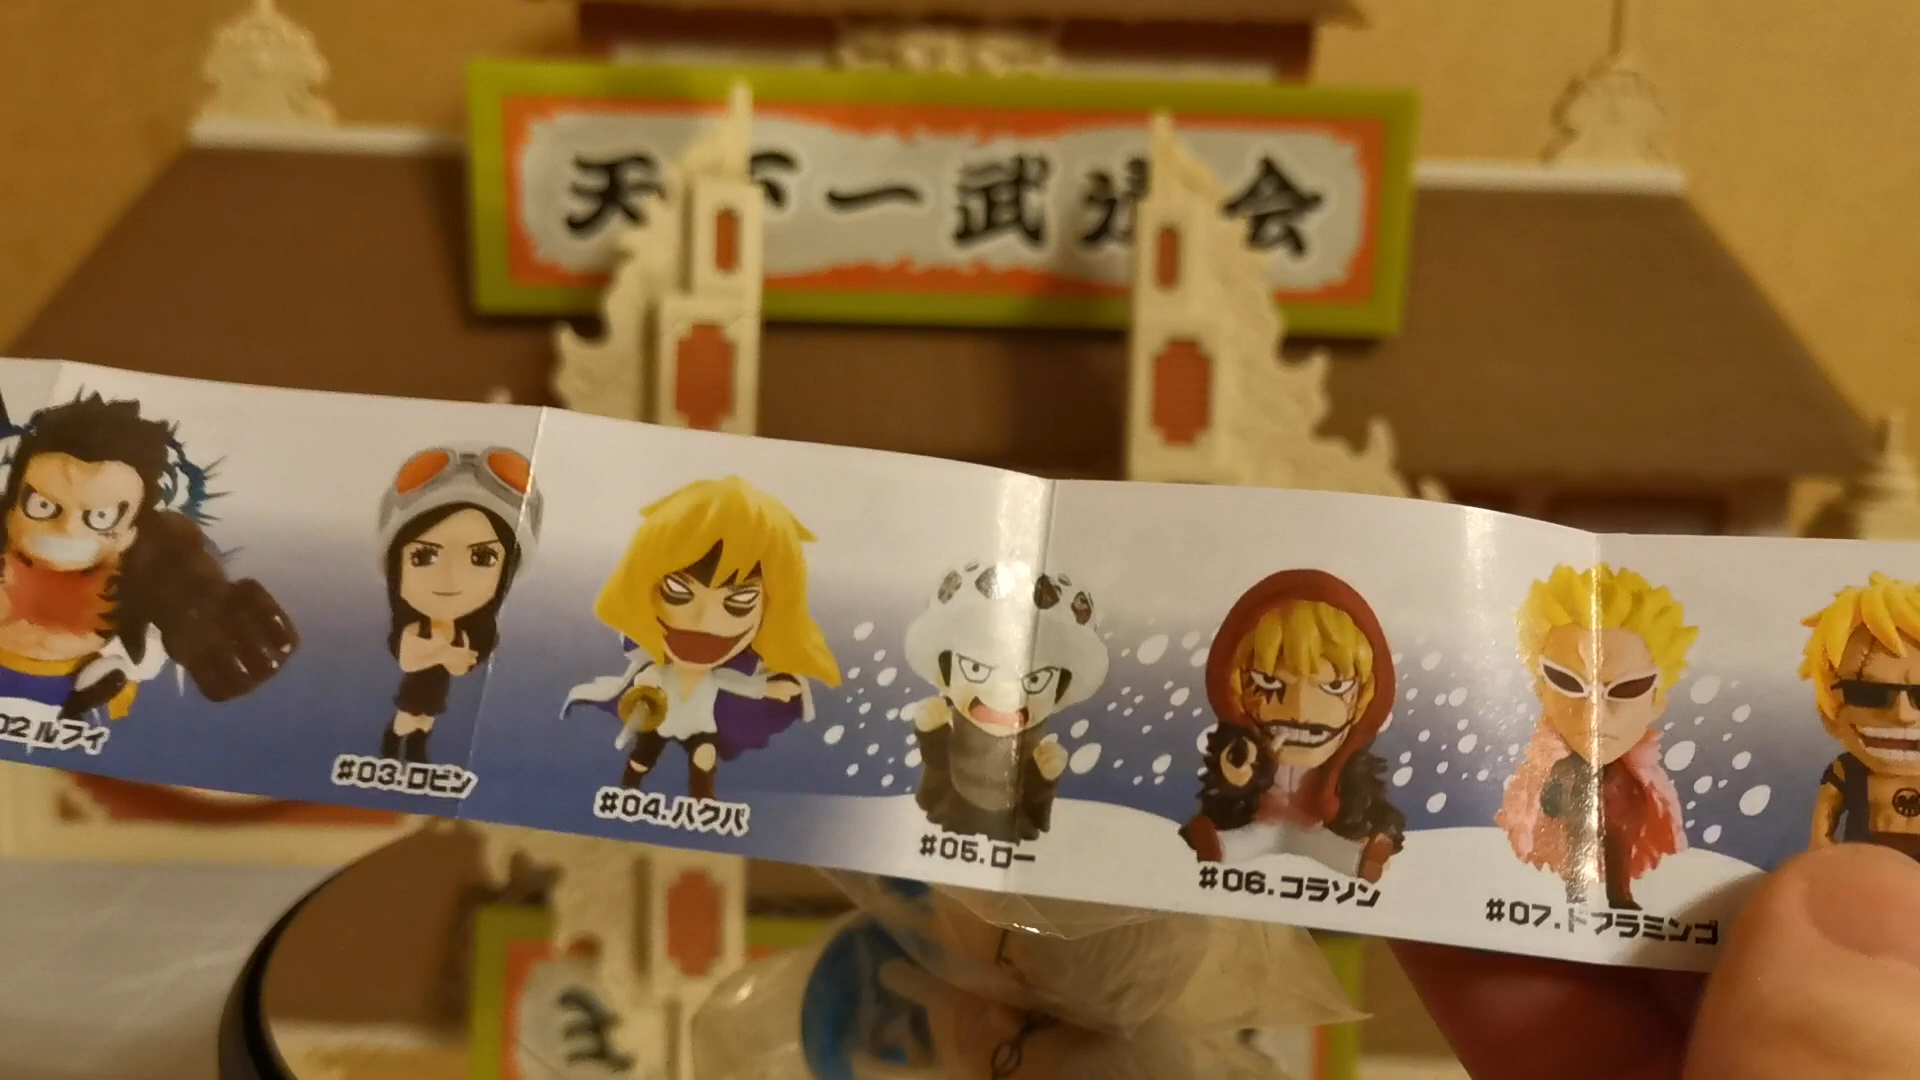 天下一武道会
02 ルフィ
#03.ロビン
#04.ハクバ
#05.ロー
#06.コラソン
#07.ドフラミンゴ